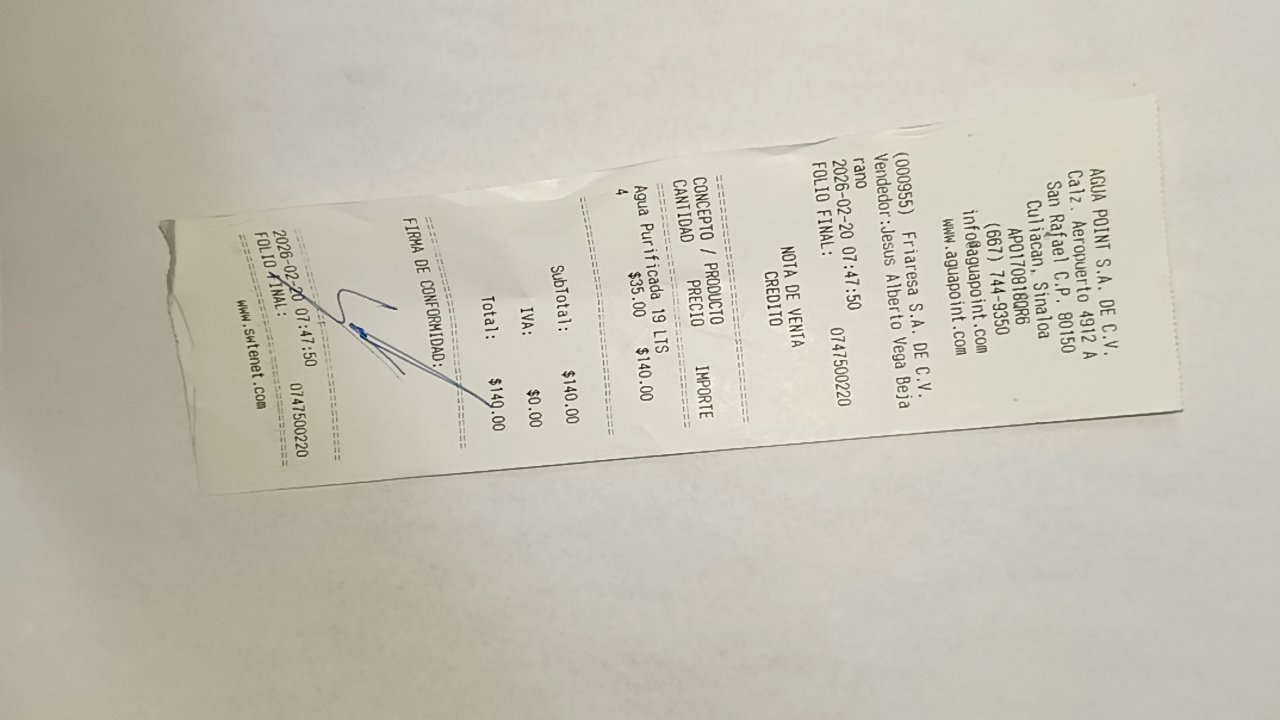 AGUA POINT S.A. DE C.V.
Calz. Aeropuerto 4912 A
San Rafael C.P. 80150
Culiacan, Sinaloa
APO170816QR6
(667) 744-9350
info@aguapoint.com
www.aguapoint.com
(000955) Friaresa S.A. DE C.V.
Vendedor:Jesus Alberto Vega Beja
rano
2026-02-20 07:47:50 0747500220
FOLIO FINAL:
NOTA DE VENTA
CREDITO
CONCEPTO / PRODUCTO
CANTIDAD PRECIO IMPORTE
Agua Purificada 19 LTS
4 $35.00 $140.00
SubTotal: $140.00
IVA: $0.00
Total: $140.00
FIRMA DE CONFORMIDAD:
2026-02-20 07:47:50 0747500220
FOLIO FINAL:
www.swtenet.com